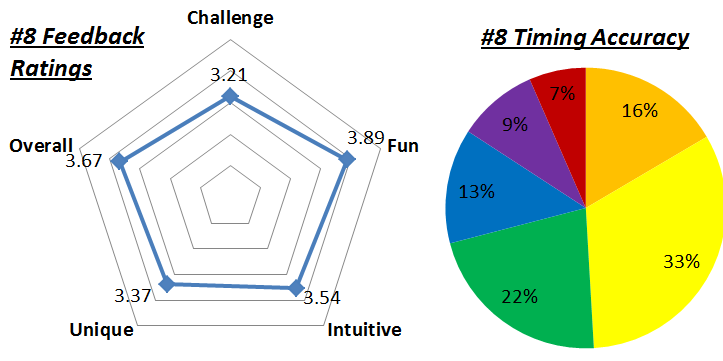 #8 Feedback
Ratings
Challenge
3.21
Overall
3.67
3.89
Fun
3.37
3.54
Unique
Intuitive
#8 Timing Accuracy
7%
16%
9%
13%
33%
22%